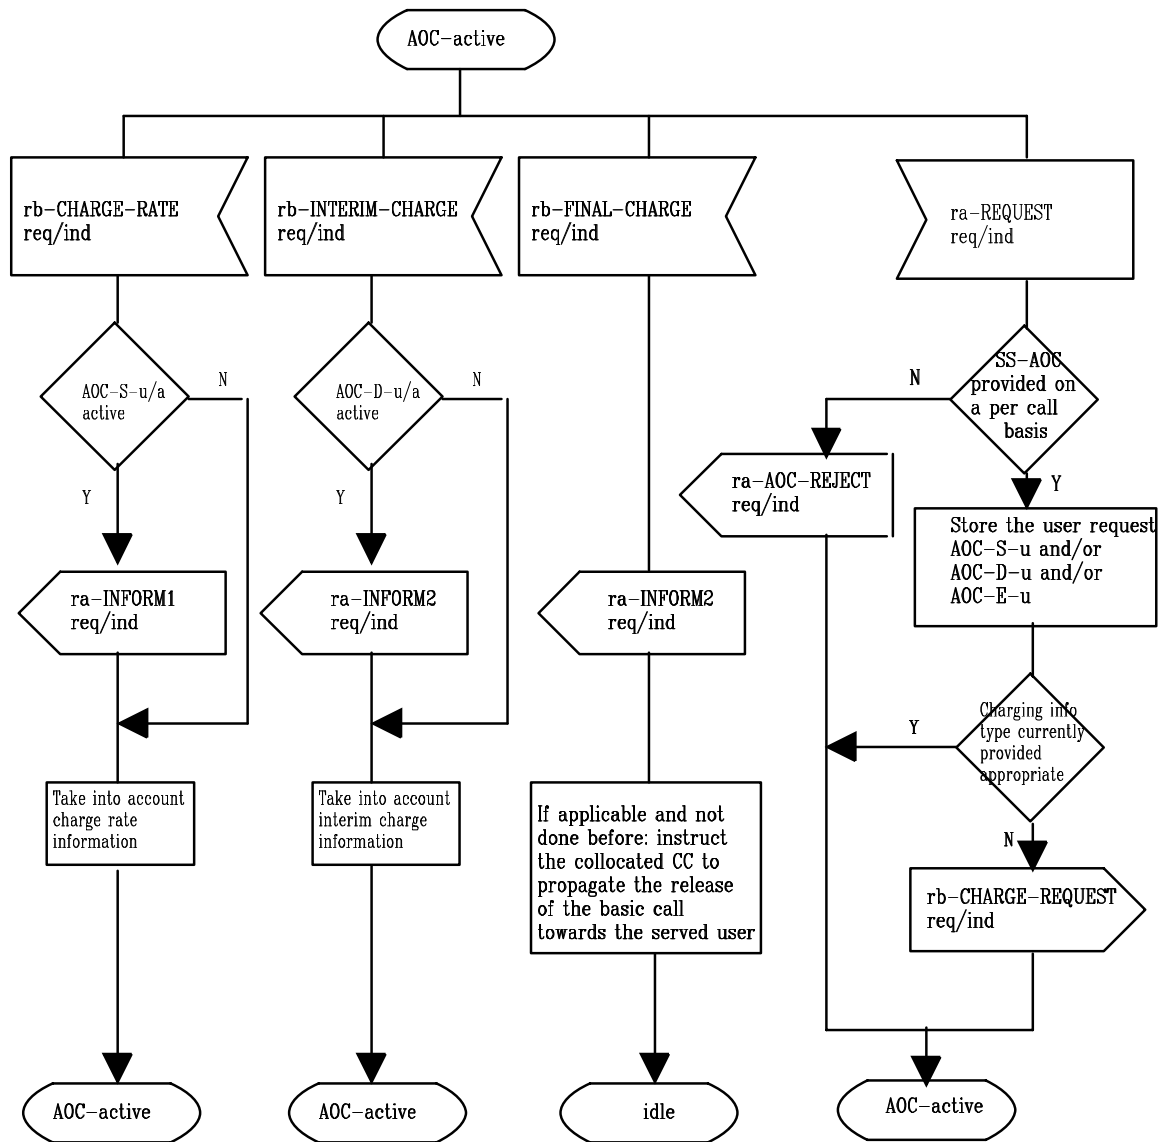 AOC-active
rb-CHARGE-RATE
req/ind
rb-INTERIM-CHARGE
req/ind
rb-FINAL-CHARGE
req/ind
ra-REQUEST
req/ind
AOC-S-u/a
active
N
Y
AOC-D-u/a
active
N
Y
SS-AOC
provided on
a per call
basis
N
Y
ra-AOC-REJECT
req/ind
Store the user request
AOC-S-u and/or
AOC-D-u and/or
AOC-E-u
ra-INFORM1
req/ind
ra-INFORM2
req/ind
ra-INFORM2
req/ind
Charging info
type currently
provided
appropriate
Y
N
Take into account
charge rate
information
Take into account
interim charge
information
If applicable and not
done before: instruct
the collocated CC to
propagate the release
of the basic call
towards the served user
rb-CHARGE-REQUEST
req/ind
AOC-active
AOC-active
idle
AOC-active